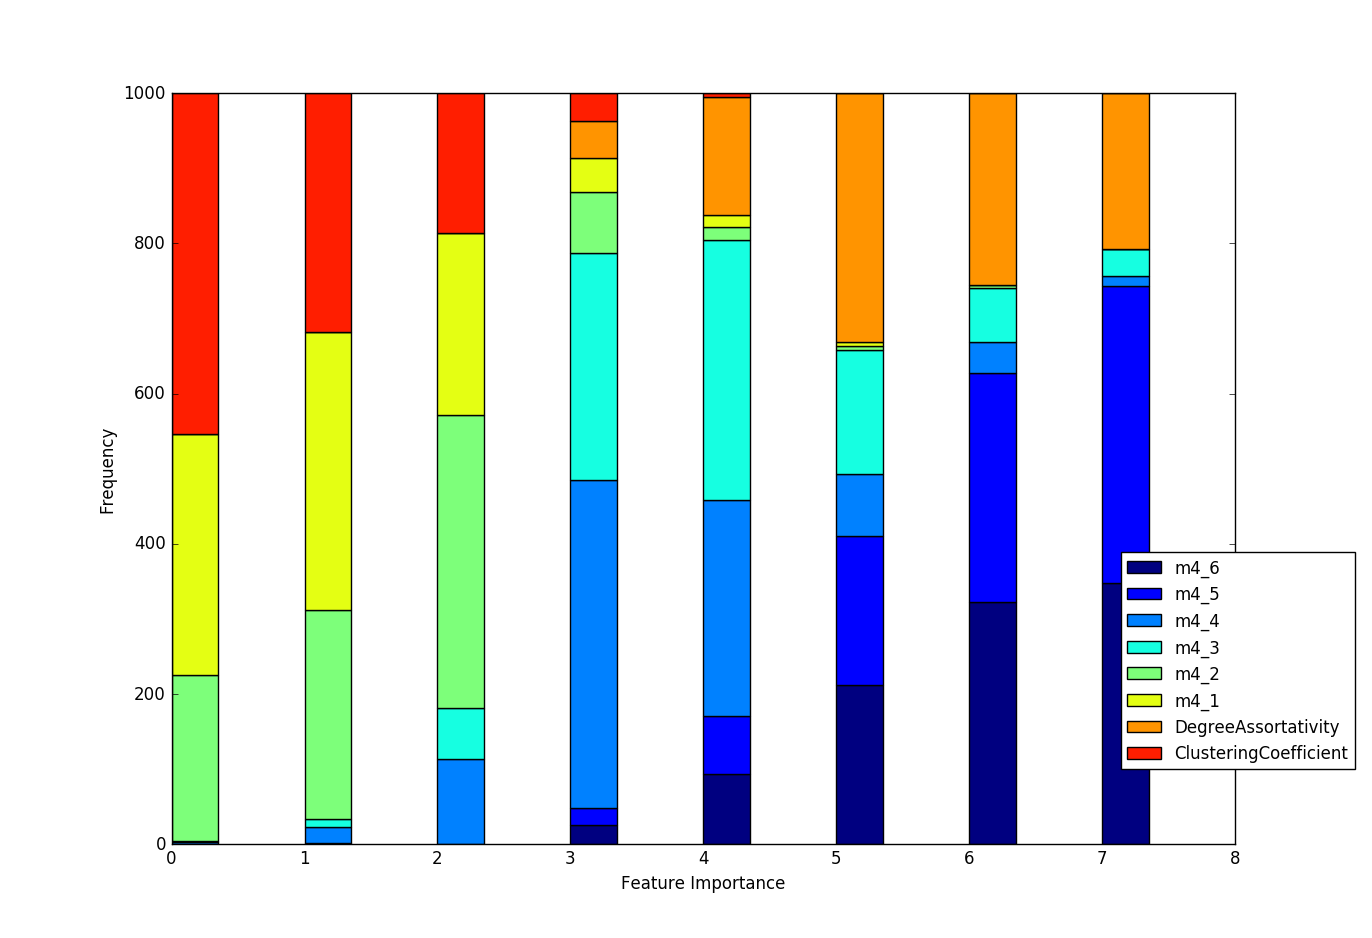 1000
800
600
400
200
0
Frequency
0 1 2 3 4 5 6 7 8
Feature Importance
m4_6
m4_5
m4_4
m4_3
m4_2
m4_1
DegreeAssortativity
ClusteringCoefficient